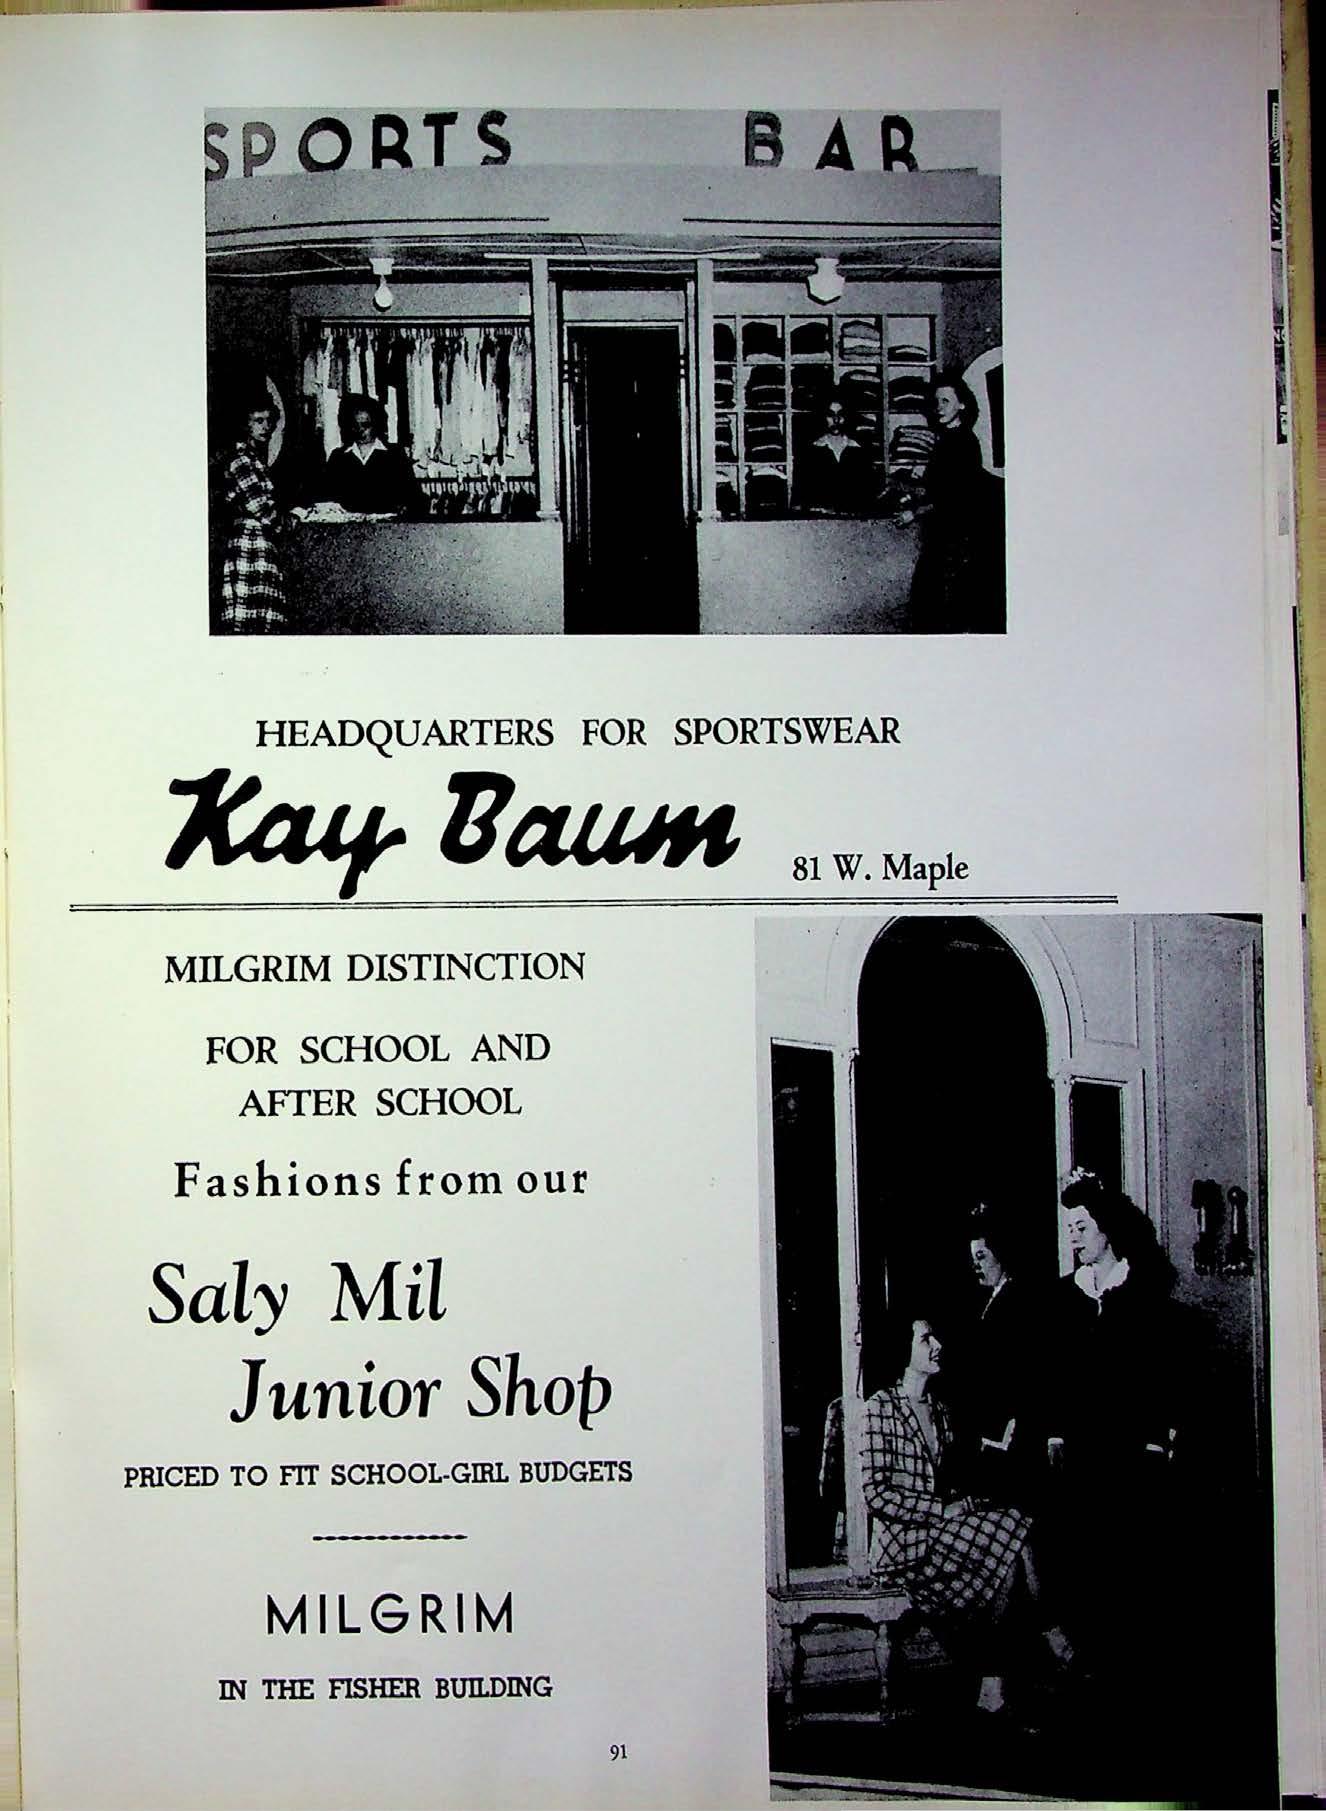 SPORTS BAR
HEADQUARTERS FOR SPORTSWEAR
Kay Baum
81 W. Maple
MILGRIM DISTINCTION
FOR SCHOOL AND
AFTER SCHOOL
Fashions from our
Saly Mil
Junior Shop
PRICED TO FIT SCHOOL-GIRL BUDGETS
MILGRIM
IN THE FISHER BUILDING
91